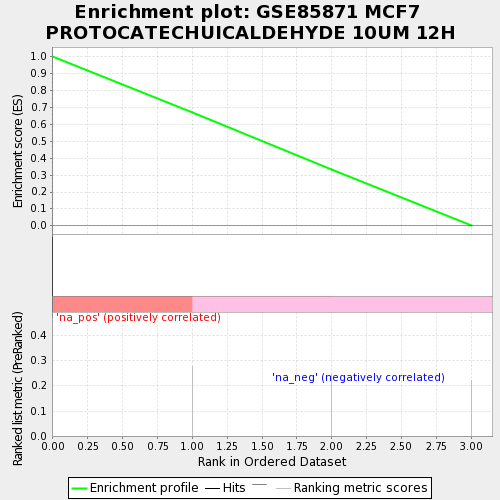 Enrichment plot: GSE85871 MCF7
PROTOCATECHUICALDEHYDE 10UM 12H
Enrichment score (ES)
1.0
0.9
0.8
0.7
0.6
0.5
0.4
0.3
0.2
0.1
0.0
'na_pos' (positively correlated)
'na_neg' (negatively correlated)
Ranked list metric (PreRanked)
0.4
0.3
0.2
0.1
0.0
0.00 0.25 0.50 0.75 1.00 1.25 1.50 1.75 2.00 2.25 2.50 2.75 3.00
Rank in Ordered Dataset
Enrichment profile Hits Ranking metric scores